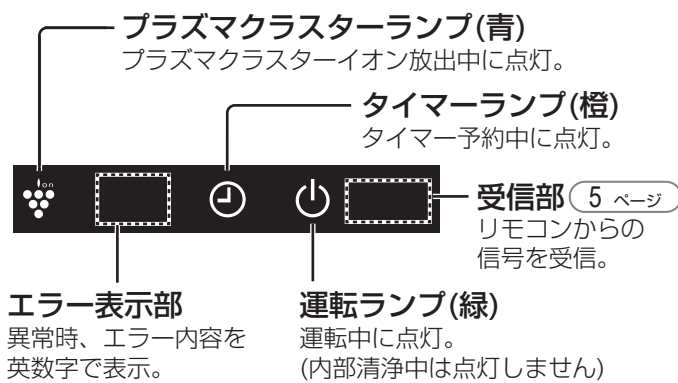 プラズマクラスターランプ(青)
プラズマクラスターイオン放出中に点灯。
タイマーランプ(橙)
タイマー予約中に点灯。
ion
受信部 5 ページ
リモコンからの
信号を受信。
エラー表示部
異常時、エラー内容を
英数字で表示。
運転ランプ(緑)
運転中に点灯。
(内部清浄中は点灯しません)